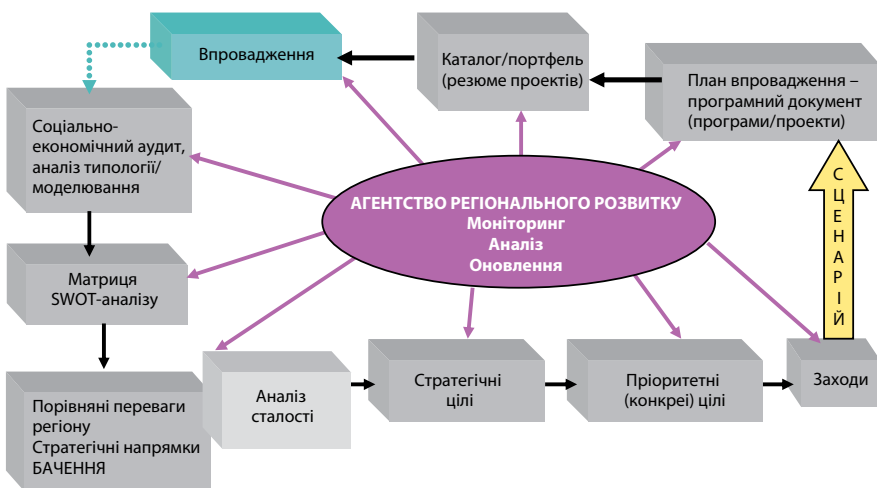 Впровадження
Каталог/портфель
(резюме проектів)
План впровадження –
програмний документ
(програми/проекти)
Соціально-
економічний аудит,
аналіз типології/
моделювання
АГЕНТСТВО РЕГІОНАЛЬНОГО РОЗВИТКУ
Моніторинг
Аналіз
Оновлення
СЦЕНАРІЙ
Матриця
SWOT-аналізу
Порівняні переваги
регіону
Стратегічні напрямки
БАЧЕННЯ
Аналіз
сталості
Стратегічні
цілі
Пріоритетні
(конкреі) цілі
Заходи